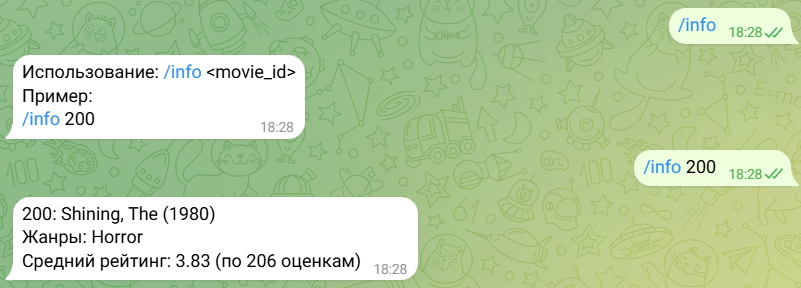 /info 18:28
Использование: /info <movie_id>
Пример:
/info 200 18:28
/info 200 18:28
200: Shining, The (1980)
Жанры: Horror
Средний рейтинг: 3.83 (по 206 оценкам) 18:28